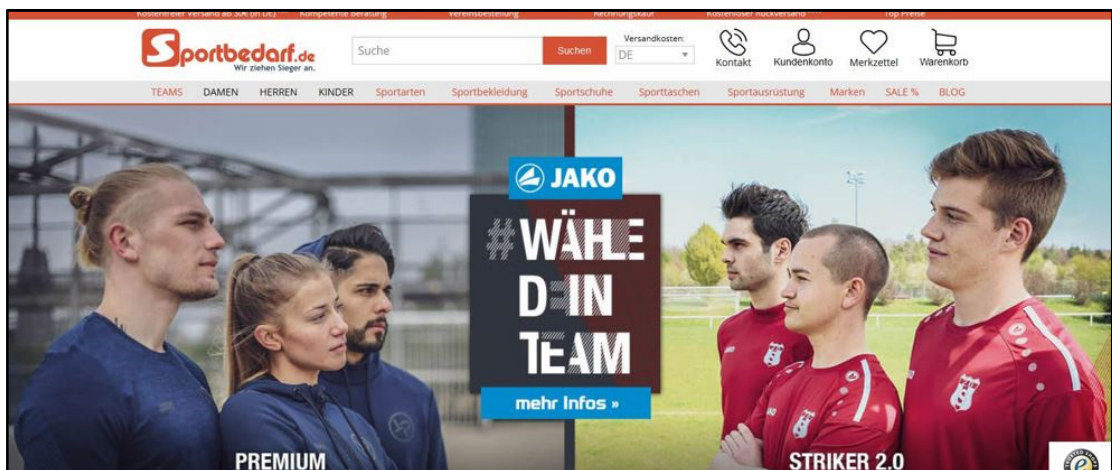 Kostenfreier Versand ab 30€ (in DE) Kompetente Beratung Vereinsbestellung Rechnungskauf Kostenloser Rückversand Top Preise
Sportbedarf.de
Wir ziehen Sieger an.
Suche
Suchen
Versandkosten:
DE
Kontakt Kundenkonto Merkzettel Warenkorb
TEAMS DAMEN HERREN KINDER Sportarten Sportbekleidung Sportschuhe Sporttaschen Sportausrüstung Marken SALE % BLOG
JAKO
#WÄHLE
DEIN
TEAM
mehr Infos »
PREMIUM
STRIKER 2.0